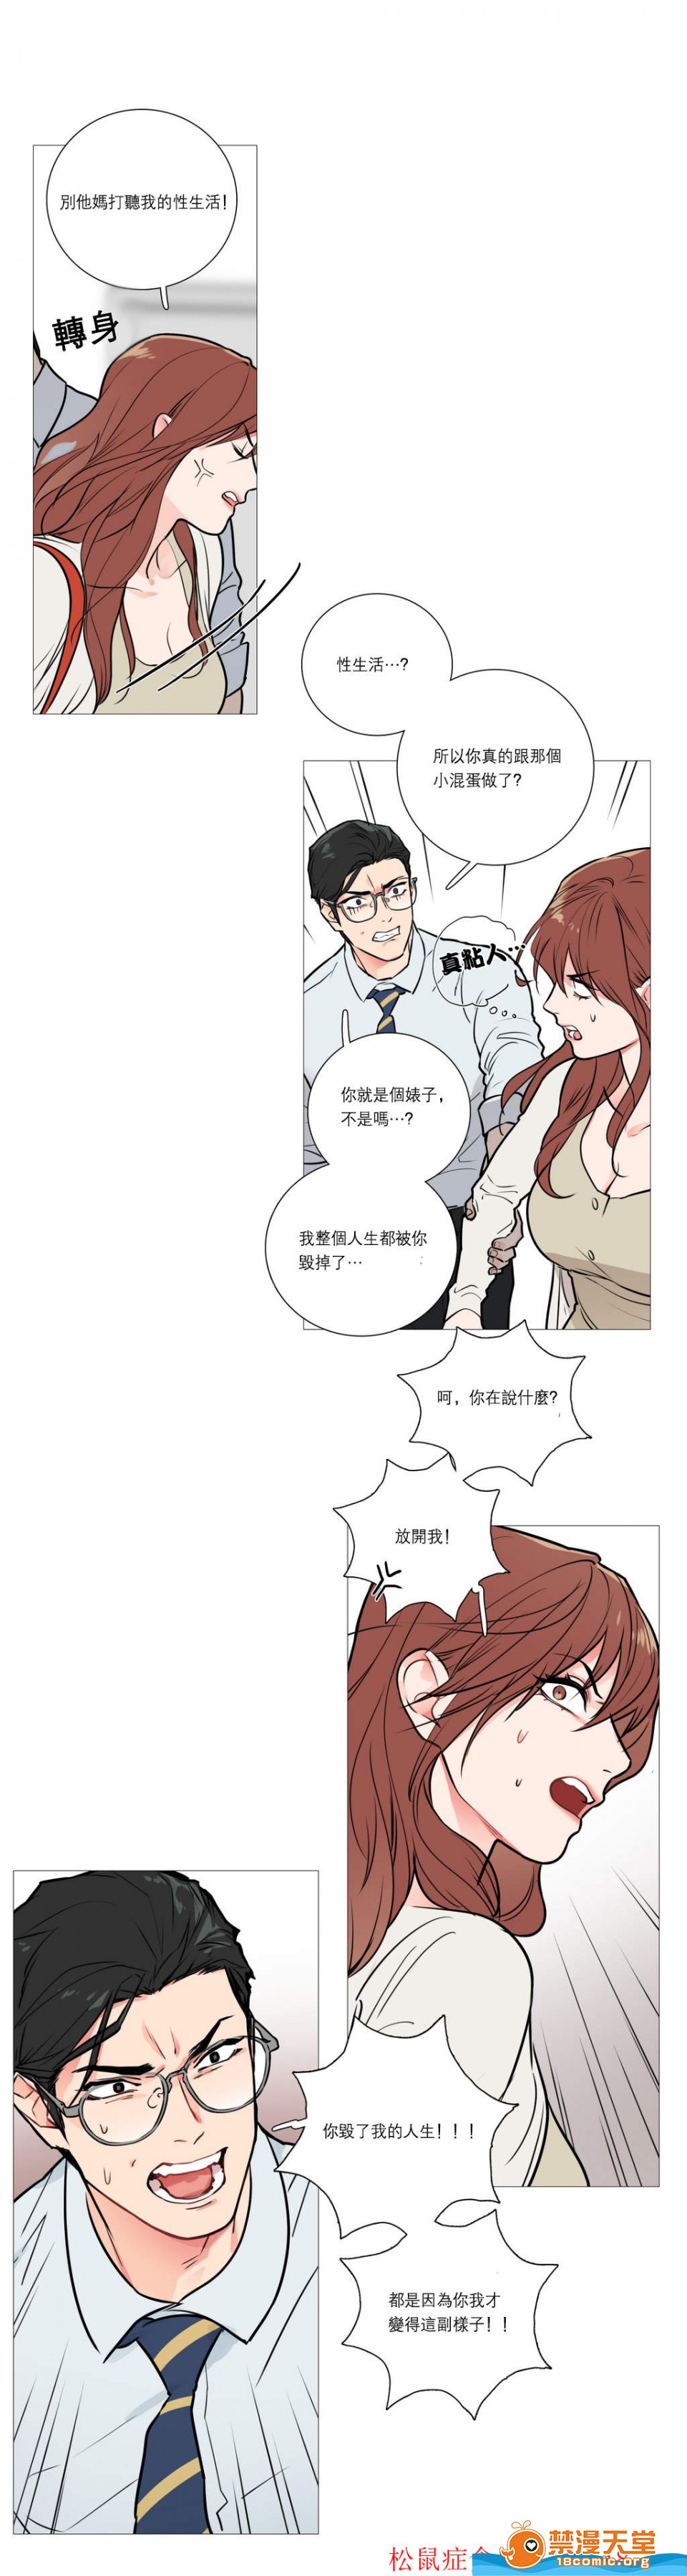 別他媽打聽我的性生活!
轉身
性生活…?
所以你真的跟那個
小混蛋做了?
真黏人…
你就是個婊子,
不是嗎…?
我整個人生都被你
毀掉了…
呵，你在說什麼?
放開我!
你毀了我的人生!!!
都是因為你我才
變得這副樣子!!
松鼠症
禁漫天堂
18comic.org